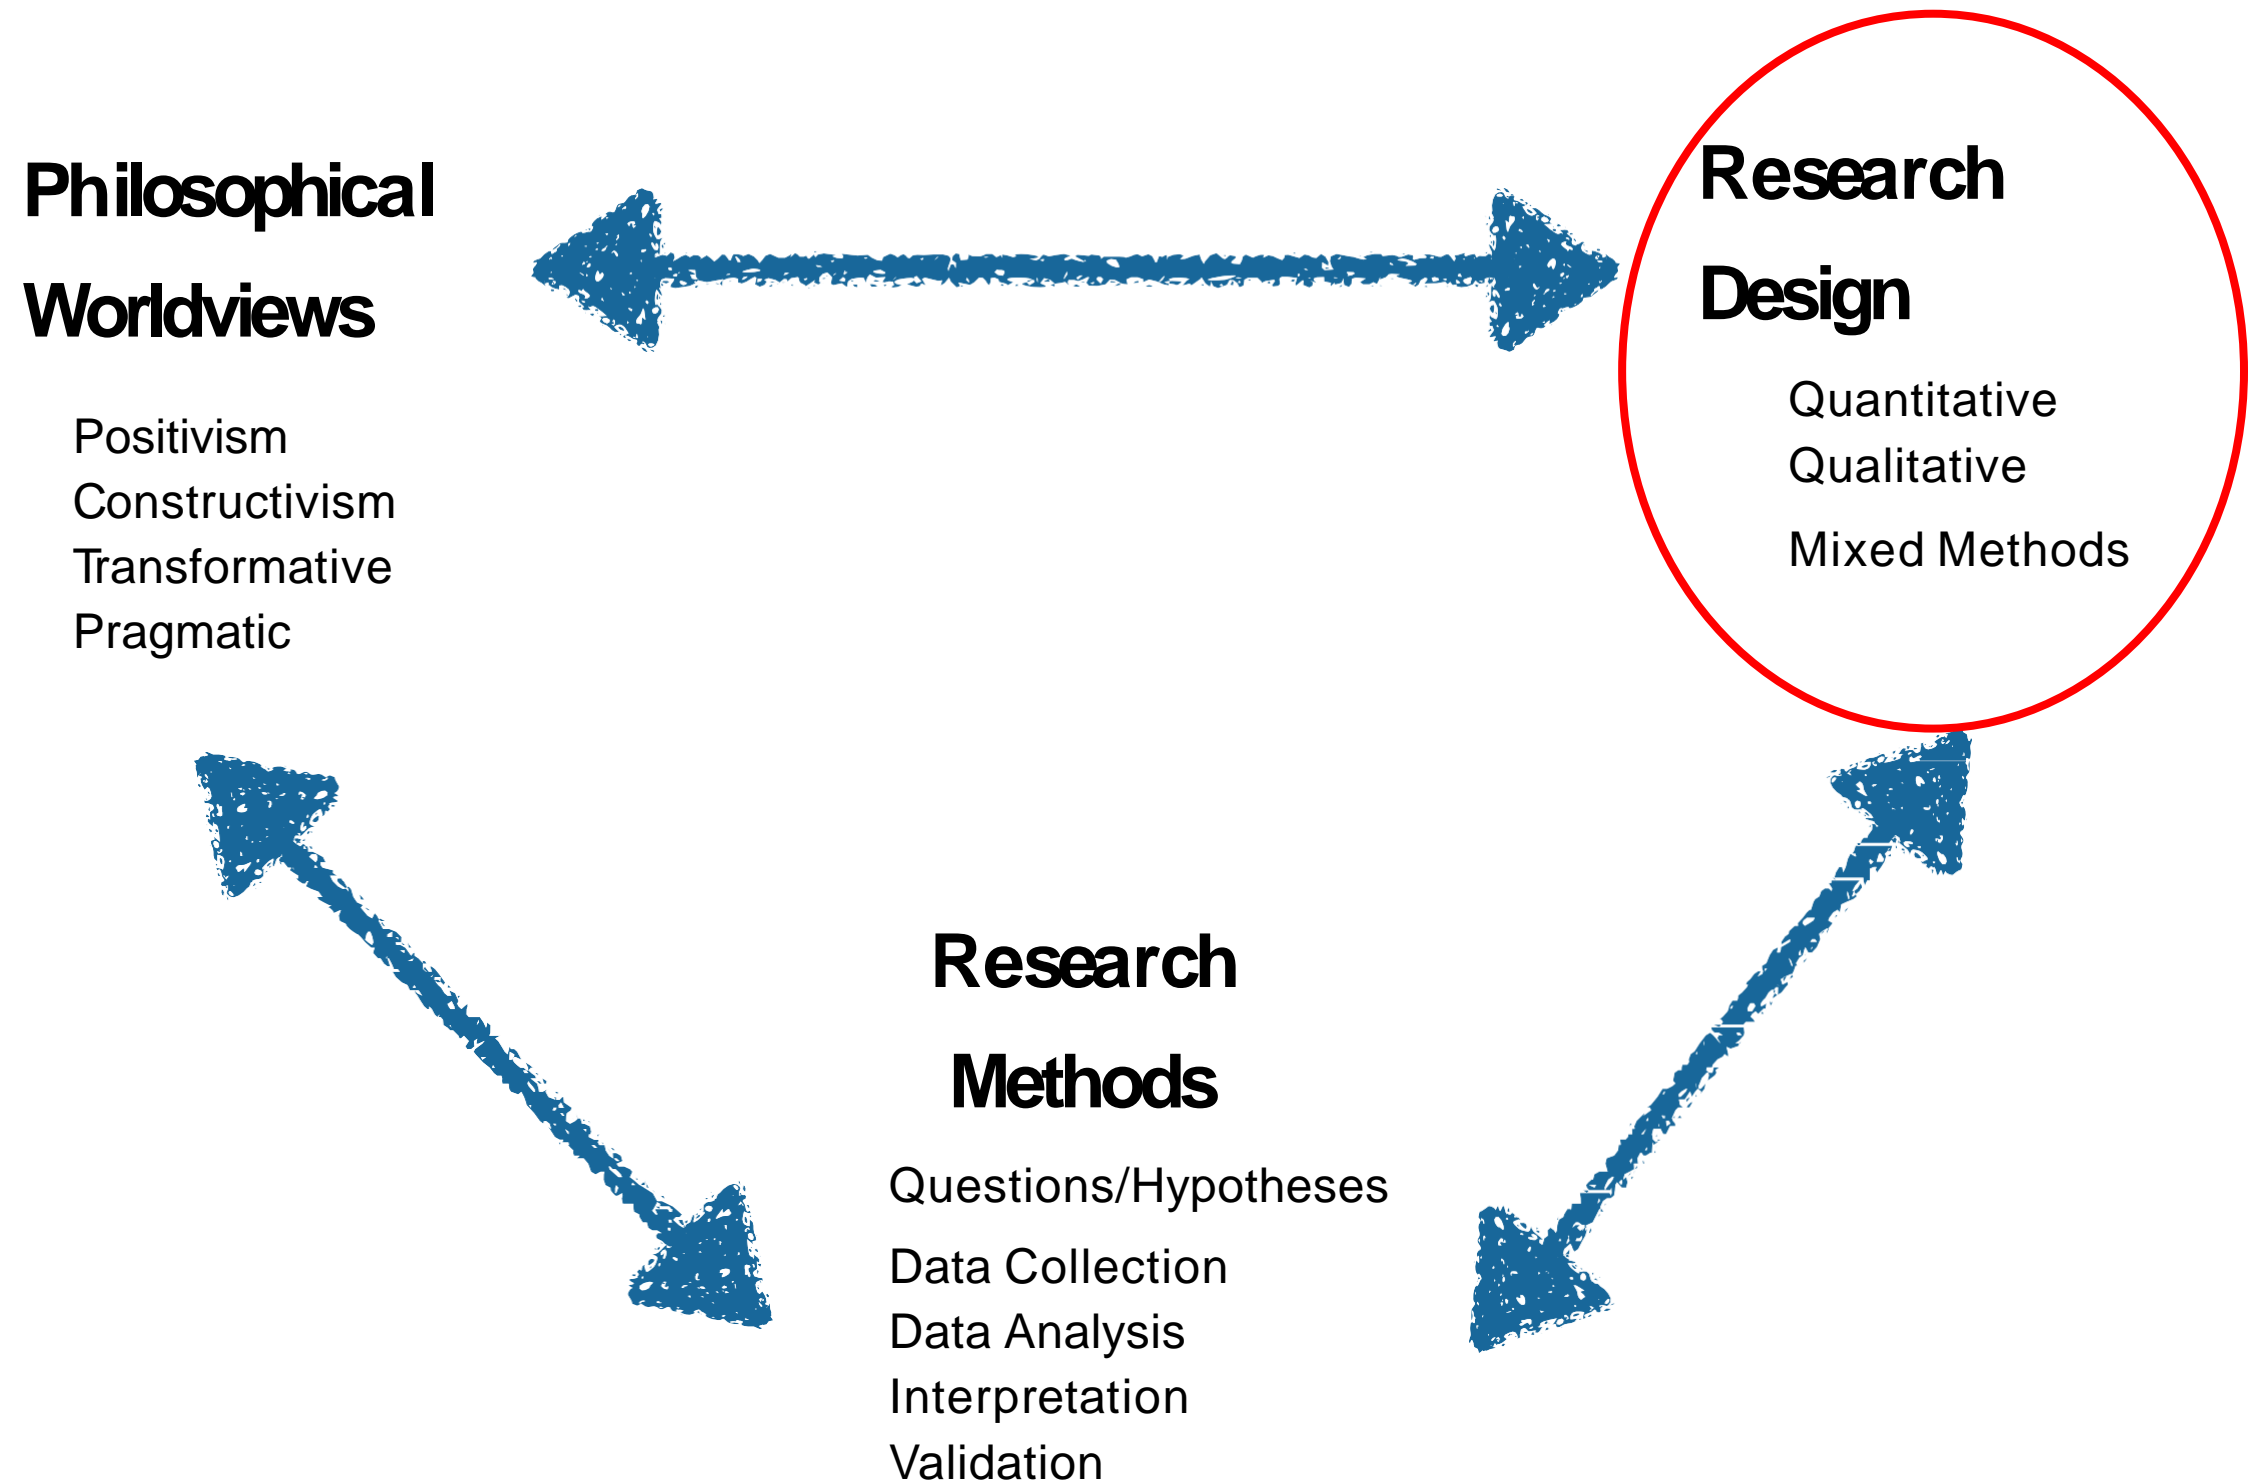 Philosophical
Worldviews
Positivism
Constructivism
Transformative
Pragmatic
Research
Design
Quantitative
Qualitative
Mixed Methods
Research
Methods
Questions/Hypotheses
Data Collection
Data Analysis
Interpretation
Validation